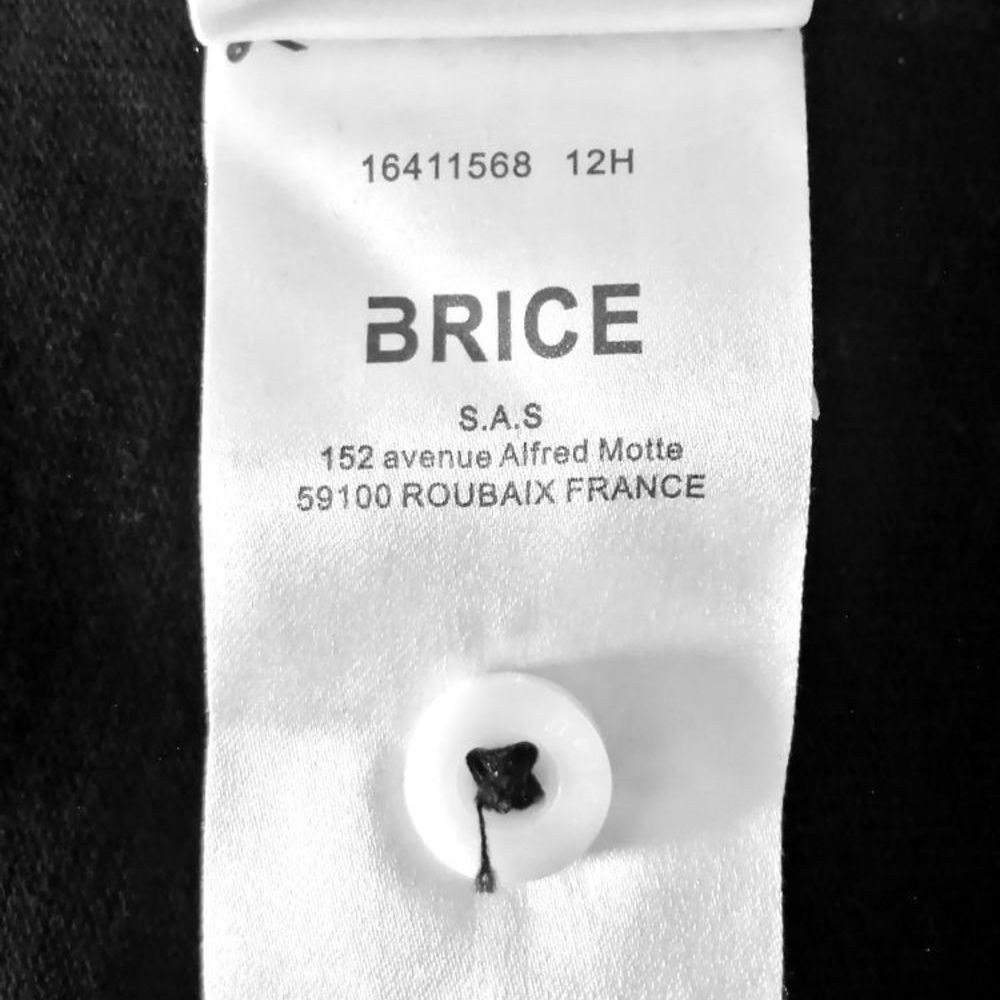 16411568 12H
BRICE
S.A.S
152 avenue Alfred Motte
59100 ROUBAIX FRANCE